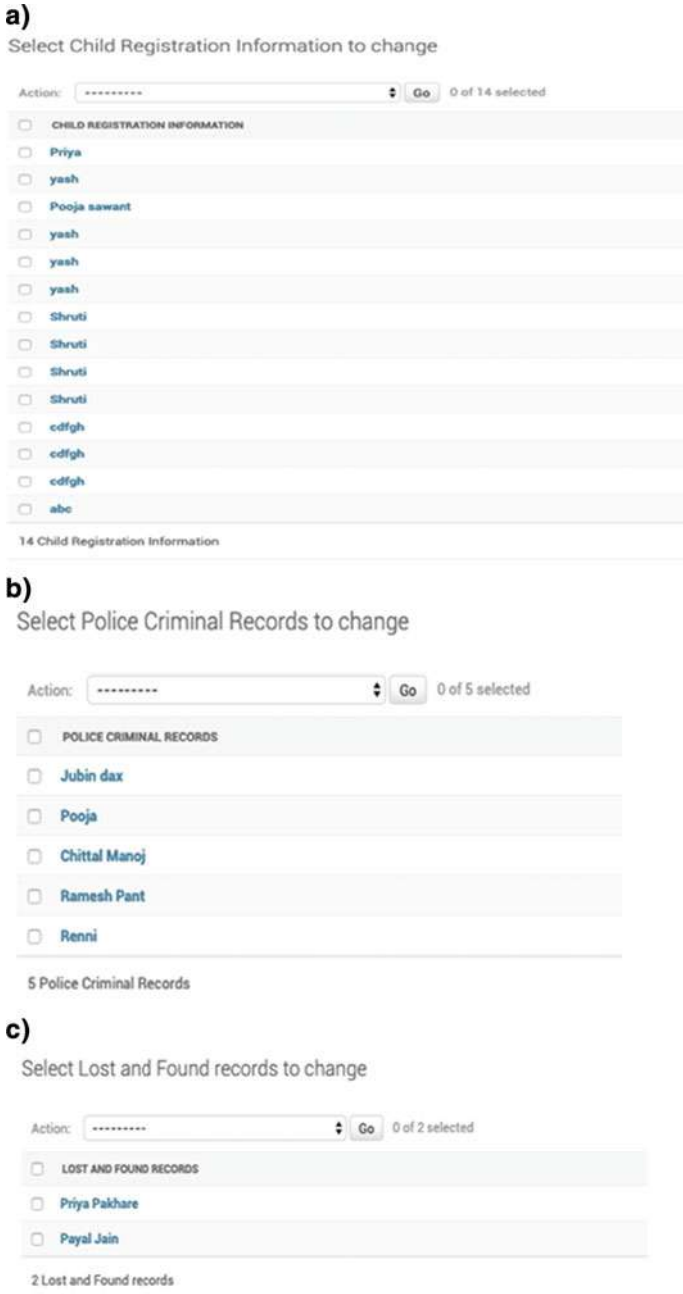 a)
Select Child Registration Information to change
Action: --------- Go 0 of 14 selected
CHILD REGISTRATION INFORMATION
Priya
yash
Pooja sawant
yash
yash
yash
Shruti
Shruti
Shruti
Shruti
cdfgh
cdfgh
cdfgh
abc
14 Child Registration Information
b)
Select Police Criminal Records to change
Action: --------- Go 0 of 5 selected
POLICE CRIMINAL RECORDS
Jubin dax
Pooja
Chittal Manoj
Ramesh Pant
Renni
5 Police Criminal Records
c)
Select Lost and Found records to change
Action: --------- Go 0 of 2 selected
LOST AND FOUND RECORDS
Priya Pakhare
Payal Jain
2 Lost and Found records